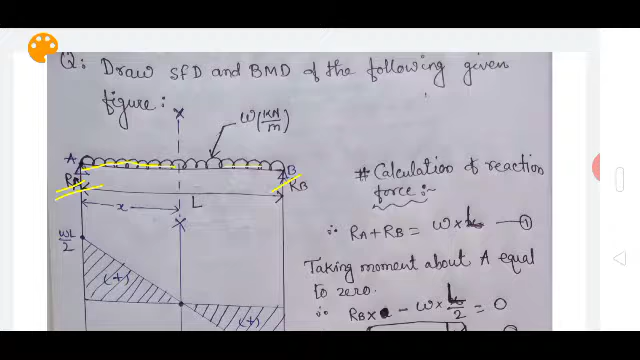 Q: Draw SFD and BMD of the following given
figure:
x
w(KN/m)
A
B
RA
RB
x
L
x
wL/2
(+)
(+)
# Calculation of reaction
force:-
∴ RA + RB = w × L — ①
Taking moment about A equal
to zero.
∴ RB × - w × L/2 = 0